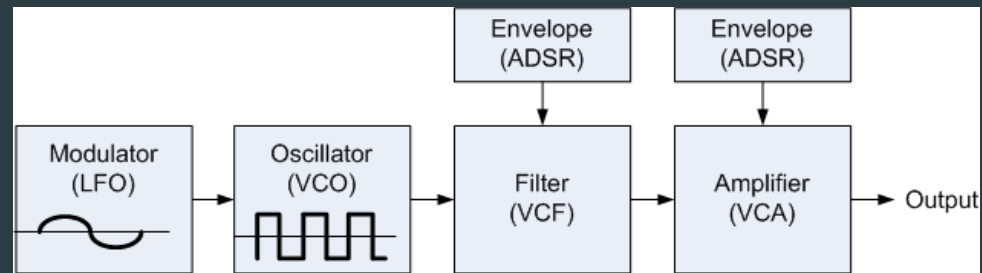 Envelope
(ADSR)
Envelope
(ADSR)
Modulator
(LFO)
Oscillator
(VCO)
Filter
(VCF)
Amplifier
(VCA)
Output